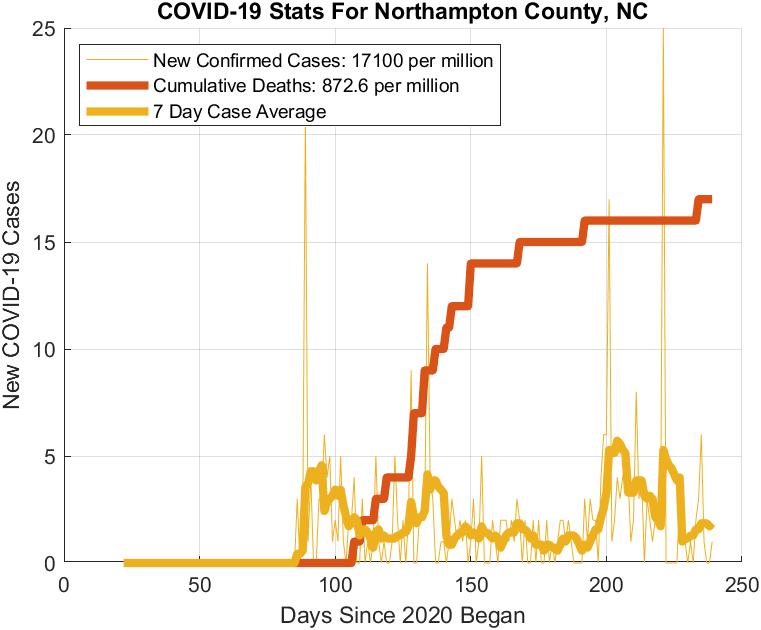 COVID-19 Stats For Northampton County, NC
25
New Confirmed Cases: 17100 per million
Cumulative Deaths: 872.6 per million
7 Day Case Average
20
15
10
5
0
New COVID-19 Cases
0 50 100 150 200 250
Days Since 2020 Began